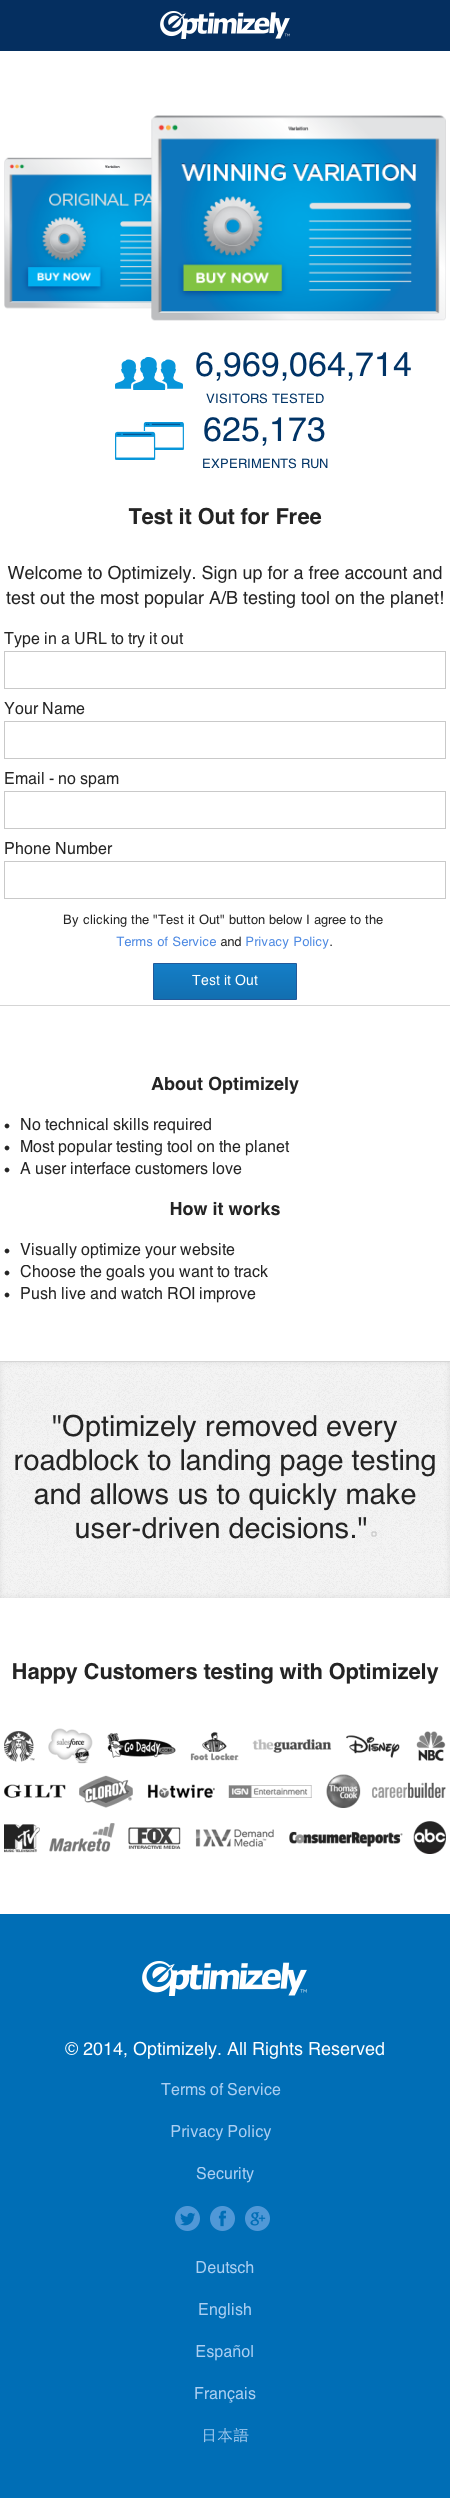 Optimizely™
Variation
Variation
WINNING VARIATION
ORIGINAL PA
BUY NOW
BUY NOW
6,969,064,714
VISITORS TESTED
625,173
EXPERIMENTS RUN
Test it Out for Free
Welcome to Optimizely. Sign up for a free account and
test out the most popular A/B testing tool on the planet!
Type in a URL to try it out
Your Name
Email - no spam
Phone Number
By clicking the "Test it Out" button below I agree to the
Terms of Service and Privacy Policy.
Test it Out
About Optimizely
• No technical skills required
• Most popular testing tool on the planet
• A user interface customers love
How it works
• Visually optimize your website
• Choose the goals you want to track
• Push live and watch ROI improve
"Optimizely removed every
roadblock to landing page testing
and allows us to quickly make
user-driven decisions."
Happy Customers testing with Optimizely
salesforce Go Daddy Foot Locker theguardian Disney NBC
GILT CLOROX Hotwire IGN Entertainment Thomas Cook careerbuilder
MTV MUSIC TELEVISION Marketo FOX INTERACTIVE MEDIA Demand Media™ ConsumerReports abc
Optimizely™
© 2014, Optimizely. All Rights Reserved
Terms of Service
Privacy Policy
Security
f g+
Deutsch
English
Español
Français
日本語